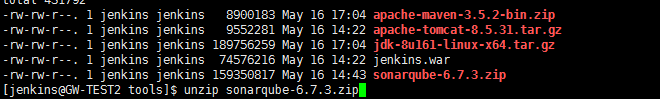 total 431792
-rw-rw-r--. 1 jenkins jenkins   8900183 May 16 17:04 apache-maven-3.5.2-bin.zip
-rw-rw-r--. 1 jenkins jenkins   9552281 May 16 14:22 apache-tomcat-8.5.31.tar.gz
-rw-rw-r--. 1 jenkins jenkins 189756259 May 16 17:04 jdk-8u161-linux-x64.tar.gz
-rw-rw-r--. 1 jenkins jenkins  74576216 May 16 14:22 jenkins.war
-rw-rw-r--. 1 jenkins jenkins 159350817 May 16 14:43 sonarqube-6.7.3.zip
[jenkins@GW-TEST2 tools]$ unzip sonarqube-6.7.3.zip